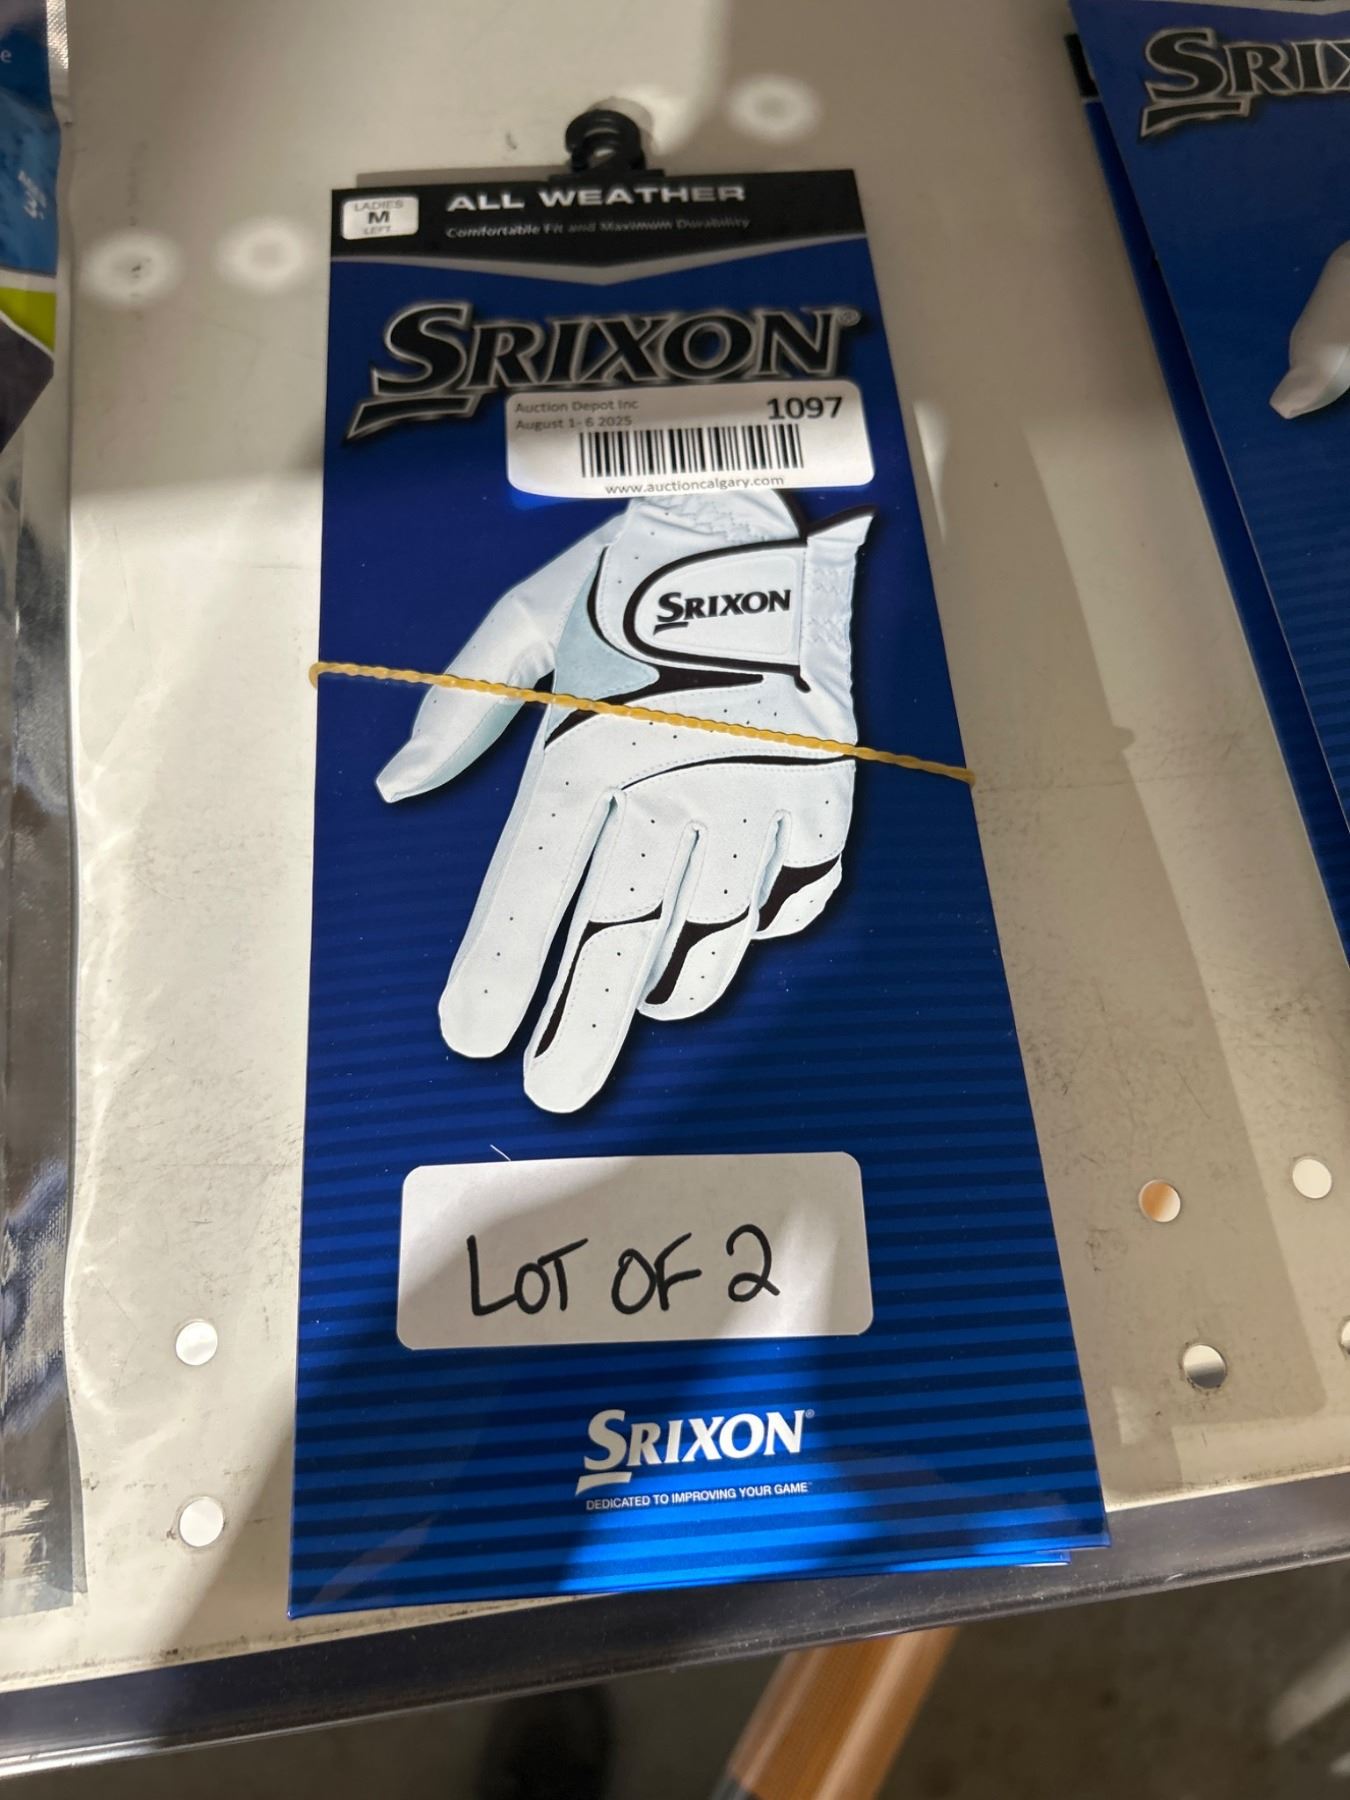 LADIES
M
LEFT
ALL WEATHER
Comfortable Fit and Maximum Durability
SRIXON®
Auction Depot Inc
August 1- 6 2025
1097
www.auctioncalgary.com
SRIXON
LOT OF 2
SRIXON®
DEDICATED TO IMPROVING YOUR GAME™
SRIX